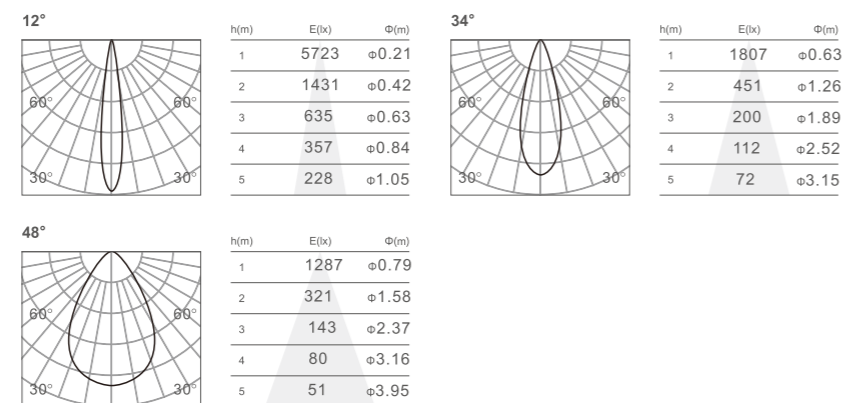 12°
h(m) E(lx) Φ(m)
1 5723 Φ0.21
2 1431 Φ0.42
3 635 Φ0.63
4 357 Φ0.84
5 228 Φ1.05
60° 60°
30° 30°
34°
h(m) E(lx) Φ(m)
1 1807 Φ0.63
2 451 Φ1.26
3 200 Φ1.89
4 112 Φ2.52
5 72 Φ3.15
60° 60°
30° 30°
48°
h(m) E(lx) Φ(m)
1 1287 Φ0.79
2 321 Φ1.58
3 143 Φ2.37
4 80 Φ3.16
5 51 Φ3.95
60° 60°
30° 30°